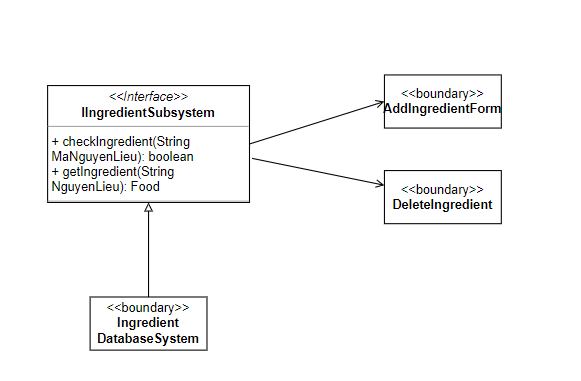 <<Interface>>
IIngredientSubsystem
+ checkIngredient(String
MaNguyenLieu): boolean
+ getIngredient(String
NguyenLieu): Food
<<boundary>>
AddIngredientForm
<<boundary>>
DeleteIngredient
<<boundary>>
Ingredient
DatabaseSystem